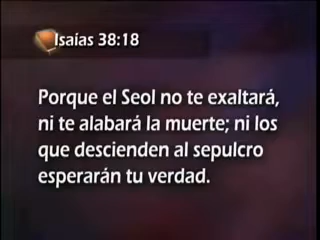 Isaías 38:18
Porque el Seol no te exaltará,
ni te alabará la muerte; ni los
que descienden al sepulcro
esperarán tu verdad.